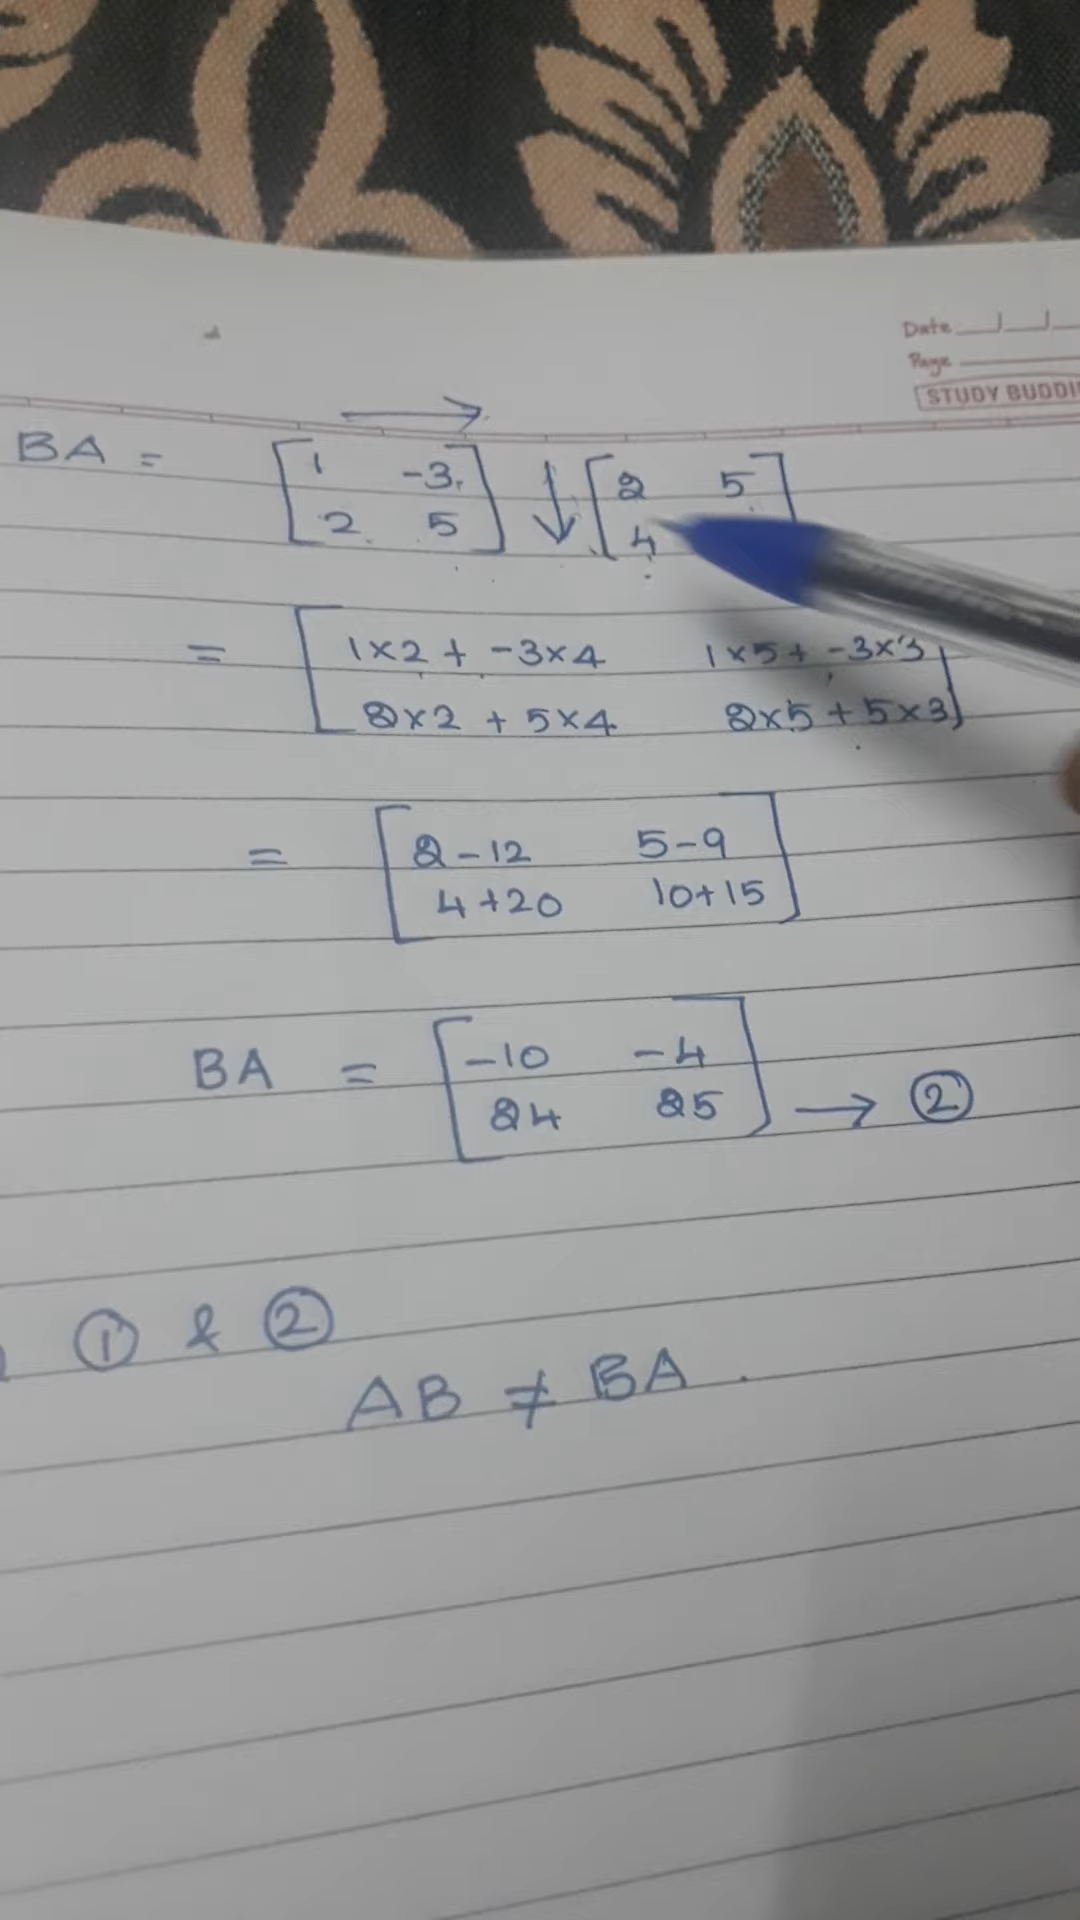 Date
Page
STUDY BUDDI
BA = [ 1 -3 ] ↓ [ 2 5 ]
[ 2 5 ] [ 4
= [ 1×2 + -3×4 1×5 + -3×3 ]
[ 2×2 + 5×4 2×5 + 5×3 ]
= [ 2-12 5-9 ]
[ 4+20 10+15 ]
BA = [ -10 -4 ]
[ 24 25 ] → ②
① & ②
AB ≠ BA.